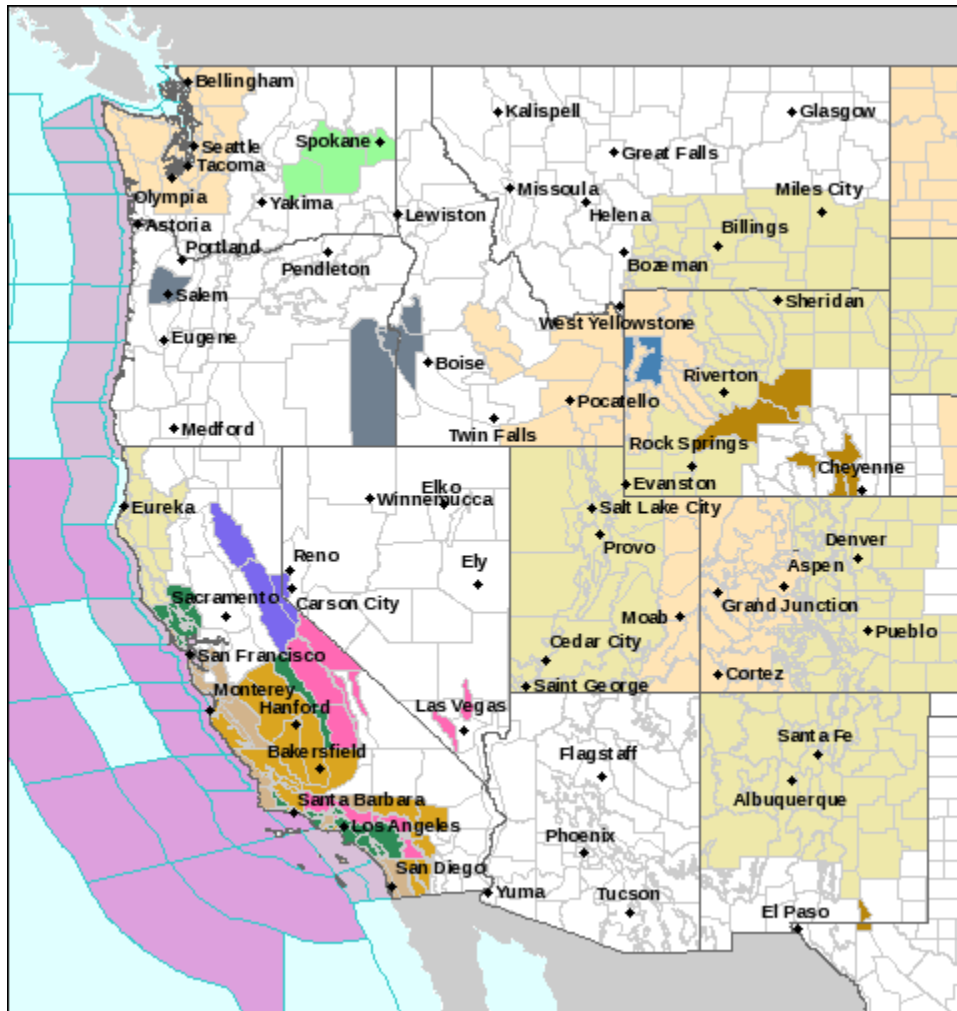 Bellingham
Kalispell
Glasgow
Spokane
Seattle
Great Falls
Tacoma
Missoula
Miles City
Olympia
Yakima
Helena
Lewiston
Astoria
Billings
Portland
Pendleton
Bozeman
Salem
Sheridan
West Yellowstone
Eugene
Boise
Riverton
Pocatello
Medford
Twin Falls
Rock Springs
Cheyenne
Elko
Evanston
Winnemucca
Eureka
Salt Lake City
Provo
Denver
Reno
Ely
Aspen
Sacramento
Carson City
Grand Junction
Moab
Pueblo
San Francisco
Cedar City
Cortez
Monterey
Saint George
Hanford
Las Vegas
Santa Fe
Bakersfield
Flagstaff
Albuquerque
Santa Barbara
Los Angeles
Phoenix
San Diego
Yuma
Tucson
El Paso